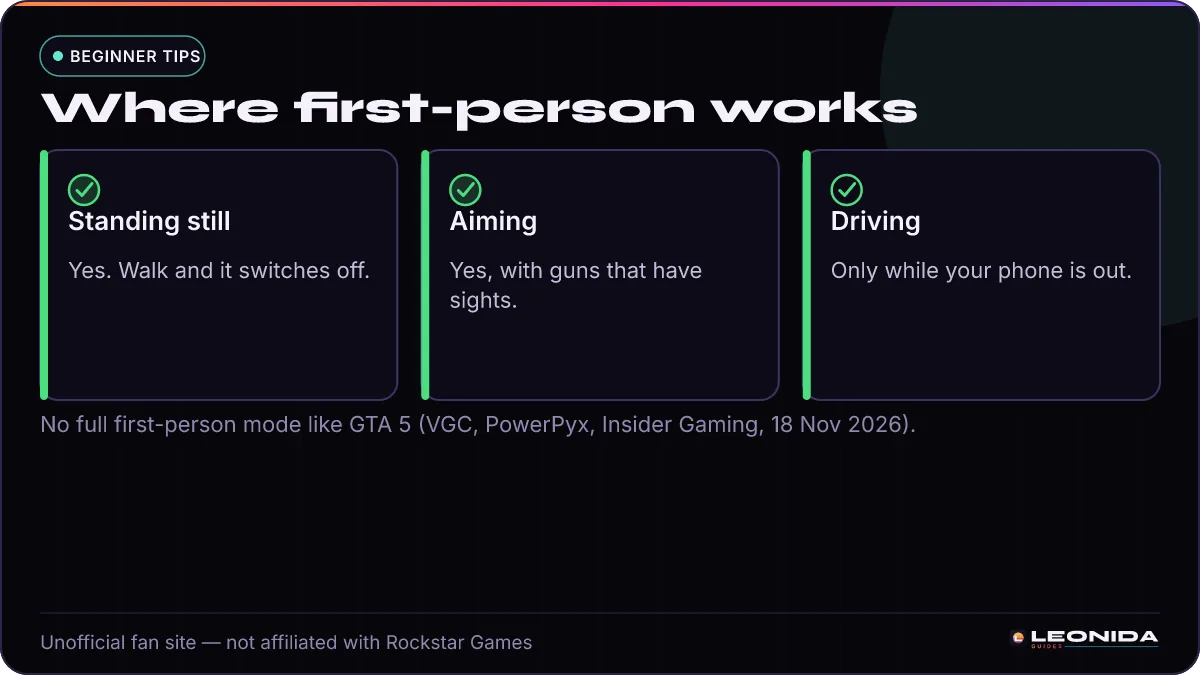 BEGINNER TIPS
Where first-person works
Standing still
Yes. Walk and it switches off.
Aiming
Yes, with guns that have
sights.
Driving
Only while your phone is out.
No full first-person mode like GTA 5 (VGC, PowerPyx, Insider Gaming, 18 Nov 2026).
Unofficial fan site — not affiliated with Rockstar Games
LEONIDA
GUIDES